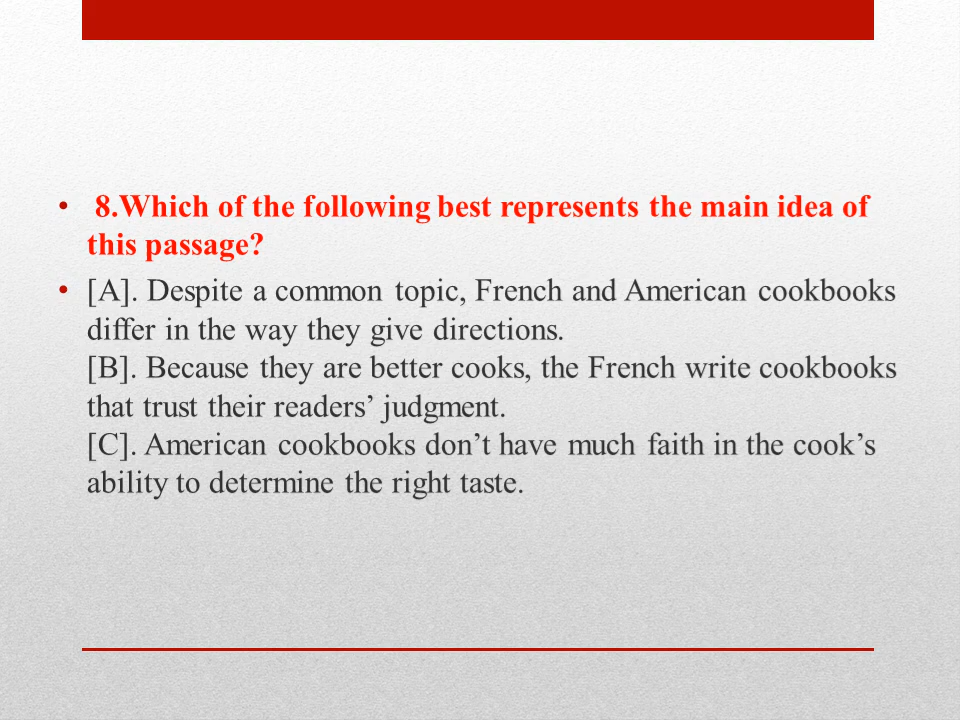 • 8.Which of the following best represents the main idea of
this passage?
• [A]. Despite a common topic, French and American cookbooks
differ in the way they give directions.
[B]. Because they are better cooks, the French write cookbooks
that trust their readers’ judgment.
[C]. American cookbooks don’t have much faith in the cook’s
ability to determine the right taste.